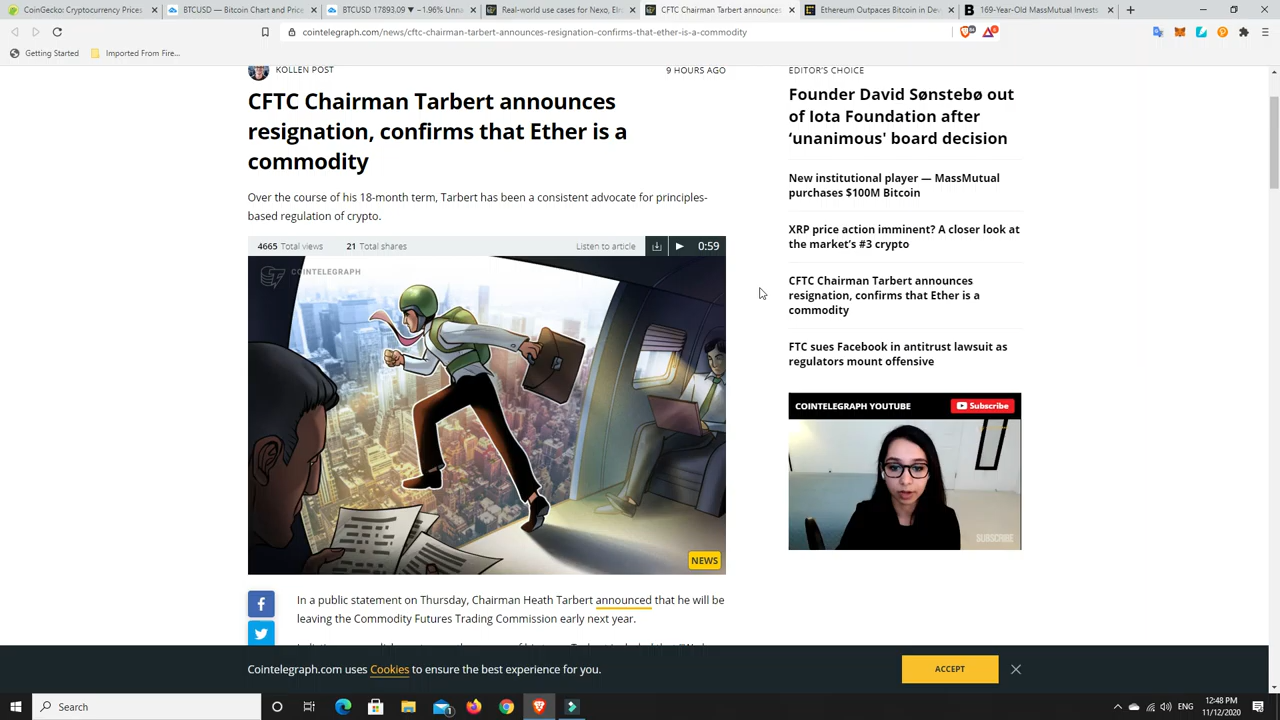 CoinGecko Cryptocurrency Prices
BTCUSD — Bitcoin Chart and Price
BTCUSD 17893.09 ▼ −1.96% Una
Real-world use cases for Nexo, Elr
CFTC Chairman Tarbert announces
Ethereum Outpaces Bitcoin in De
169-Year-Old MassMutual Invests
cointelegraph.com/news/cftc-chairman-tarbert-announces-resignation-confirms-that-ether-is-a-commodity
Getting Started
Imported From Fire...
KOLLEN POST
9 HOURS AGO
CFTC Chairman Tarbert announces
resignation, confirms that Ether is a
commodity
Over the course of his 18-month term, Tarbert has been a consistent advocate for principles-
based regulation of crypto.
4665 Total views
21 Total shares
Listen to article
0:59
COINTELEGRAPH
NEWS
In a public statement on Thursday, Chairman Heath Tarbert announced that he will be
leaving the Commodity Futures Trading Commission early next year.
EDITOR'S CHOICE
Founder David Sønstebø out
of Iota Foundation after
‘unanimous' board decision
New institutional player — MassMutual
purchases $100M Bitcoin
XRP price action imminent? A closer look at
the market’s #3 crypto
CFTC Chairman Tarbert announces
resignation, confirms that Ether is a
commodity
FTC sues Facebook in antitrust lawsuit as
regulators mount offensive
COINTELEGRAPH YOUTUBE
Subscribe
SUBSCRIBE
Cointelegraph.com uses Cookies to ensure the best experience for you.
ACCEPT
Search
ENG
12:48 PM
11/12/2020